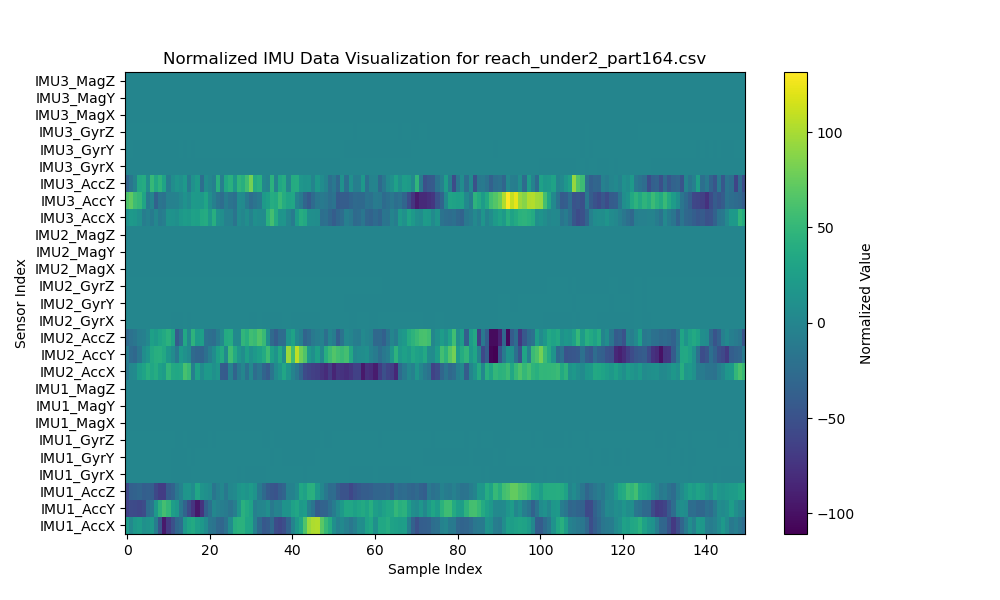 Normalized IMU Data Visualization for reach_under2_part164.csv
IMU3_MagZ
IMU3_MagY
IMU3_MagX
IMU3_GyrZ
IMU3_GyrY
IMU3_GyrX
IMU3_AccZ
IMU3_AccY
IMU3_AccX
IMU2_MagZ
IMU2_MagY
IMU2_MagX
IMU2_GyrZ
IMU2_GyrY
IMU2_GyrX
IMU2_AccZ
IMU2_AccY
IMU2_AccX
IMU1_MagZ
IMU1_MagY
IMU1_MagX
IMU1_GyrZ
IMU1_GyrY
IMU1_GyrX
IMU1_AccZ
IMU1_AccY
IMU1_AccX
Sensor Index
0 20 40 60 80 100 120 140
Sample Index
100
50
0
−50
−100
Normalized Value